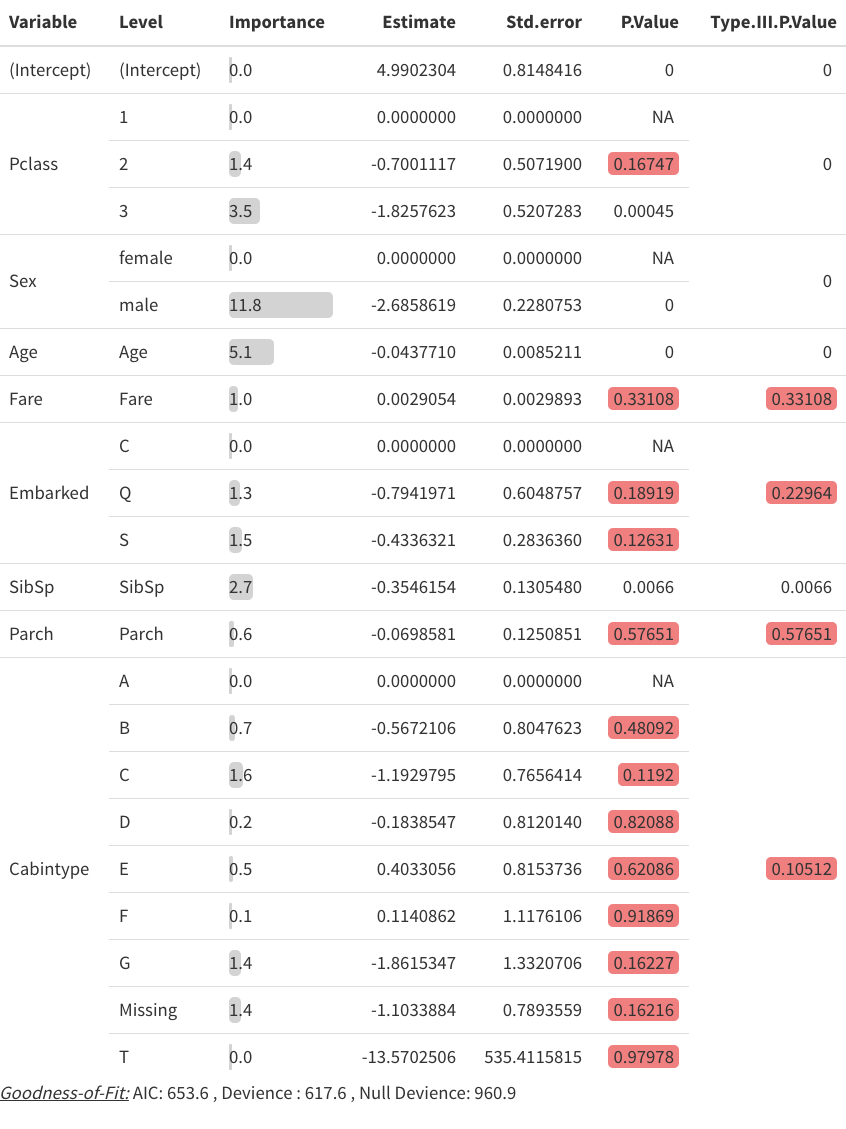 Variable Level Importance Estimate Std.error P.Value Type.III.P.Value
(Intercept) (Intercept) 0.0 4.9902304 0.8148416 0 0
1 0.0 0.0000000 0.0000000 NA
Pclass 2 1.4 -0.7001117 0.5071900 0.16747 0
3 3.5 -1.8257623 0.5207283 0.00045
female 0.0 0.0000000 0.0000000 NA
Sex 0
male 11.8 -2.6858619 0.2280753 0
Age Age 5.1 -0.0437710 0.0085211 0 0
Fare Fare 1.0 0.0029054 0.0029893 0.33108 0.33108
C 0.0 0.0000000 0.0000000 NA
Embarked Q 1.3 -0.7941971 0.6048757 0.18919 0.22964
S 1.5 -0.4336321 0.2836360 0.12631
SibSp SibSp 2.7 -0.3546154 0.1305480 0.0066 0.0066
Parch Parch 0.6 -0.0698581 0.1250851 0.57651 0.57651
A 0.0 0.0000000 0.0000000 NA
B 0.7 -0.5672106 0.8047623 0.48092
C 1.6 -1.1929795 0.7656414 0.1192
D 0.2 -0.1838547 0.8120140 0.82088
Cabintype E 0.5 0.4033056 0.8153736 0.62086 0.10512
F 0.1 0.1140862 1.1176106 0.91869
G 1.4 -1.8615347 1.3320706 0.16227
Missing 1.4 -1.1033884 0.7893559 0.16216
T 0.0 -13.5702506 535.4115815 0.97978
Goodness-of-Fit: AIC: 653.6 , Devience : 617.6 , Null Devience: 960.9